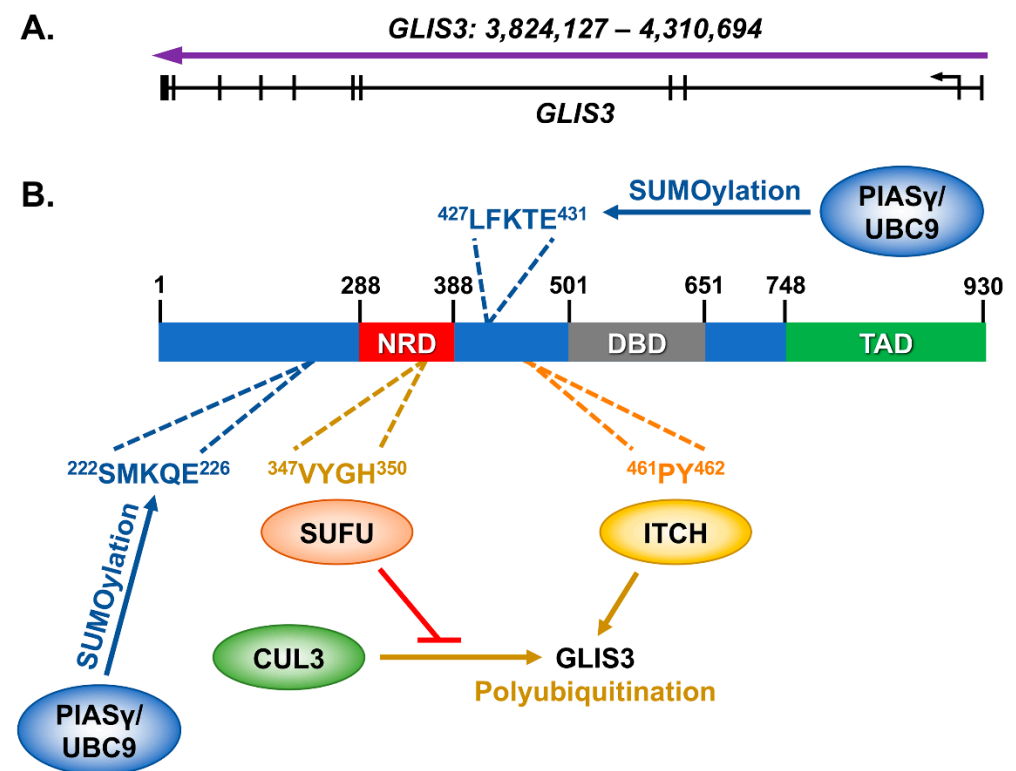 A.
GLIS3: 3,824,127 – 4,310,694
GLIS3
B.
SUMOylation
PIASγ/
UBC9
427LFKTE431
1 288 388 501 651 748 930
NRD DBD TAD
222SMKQE226 347VYGH350 461PY462
SUFU ITCH
SUMOylation
CUL3 GLIS3
Polyubiquitination
PIASγ/
UBC9